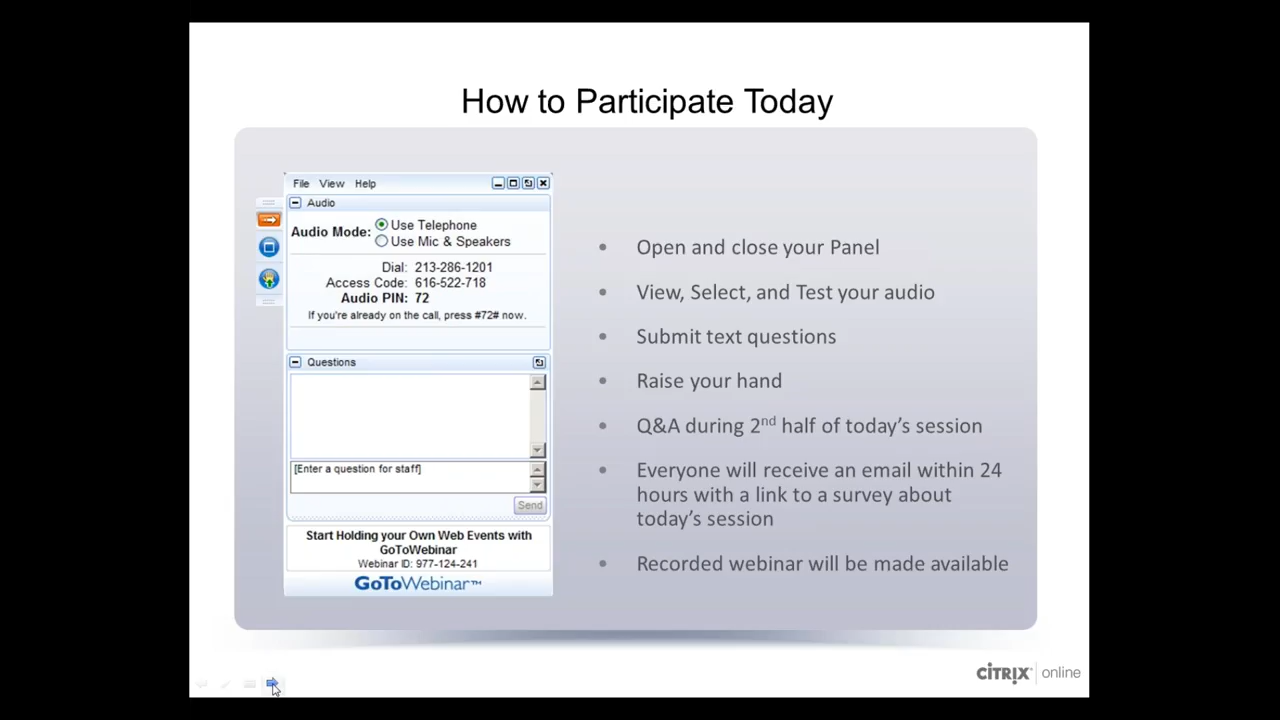 How to Participate Today
File View Help
Audio
Audio Mode: Use Telephone
Use Mic & Speakers
Dial: 213-286-1201
Access Code: 616-522-718
Audio PIN: 72
If you're already on the call, press #72# now.
Questions
[Enter a question for staff]
Send
Start Holding your Own Web Events with
GoToWebinar
Webinar ID: 977-124-241
GoToWebinar™
• Open and close your Panel
• View, Select, and Test your audio
• Submit text questions
• Raise your hand
• Q&A during 2nd half of today's session
• Everyone will receive an email within 24
hours with a link to a survey about
today's session
• Recorded webinar will be made available
CITRIX online